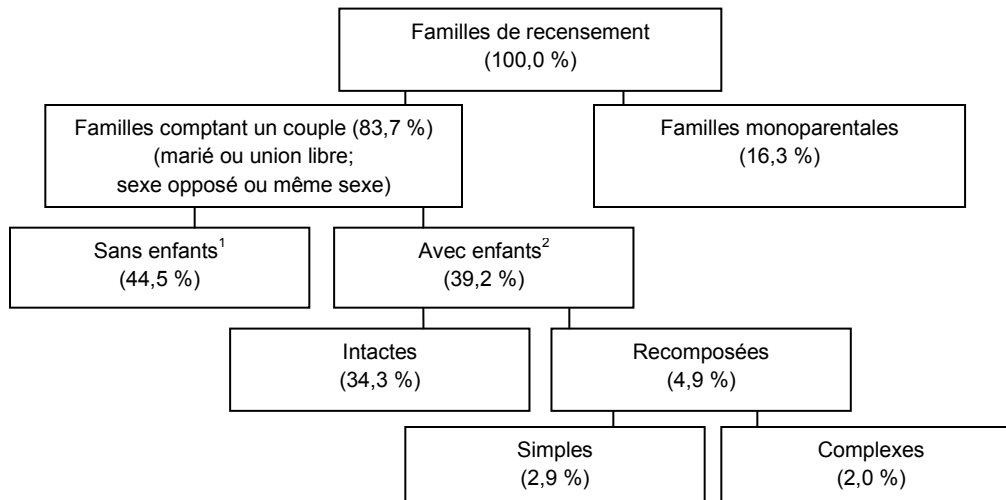 Familles de recensement
(100,0 %)
Familles comptant un couple (83,7 %)
(marié ou union libre;
sexe opposé ou même sexe)
Familles monoparentales
(16,3 %)
Sans enfants¹
(44,5 %)
Avec enfants²
(39,2 %)
Intactes
(34,3 %)
Recomposées
(4,9 %)
Simples
(2,9 %)
Complexes
(2,0 %)